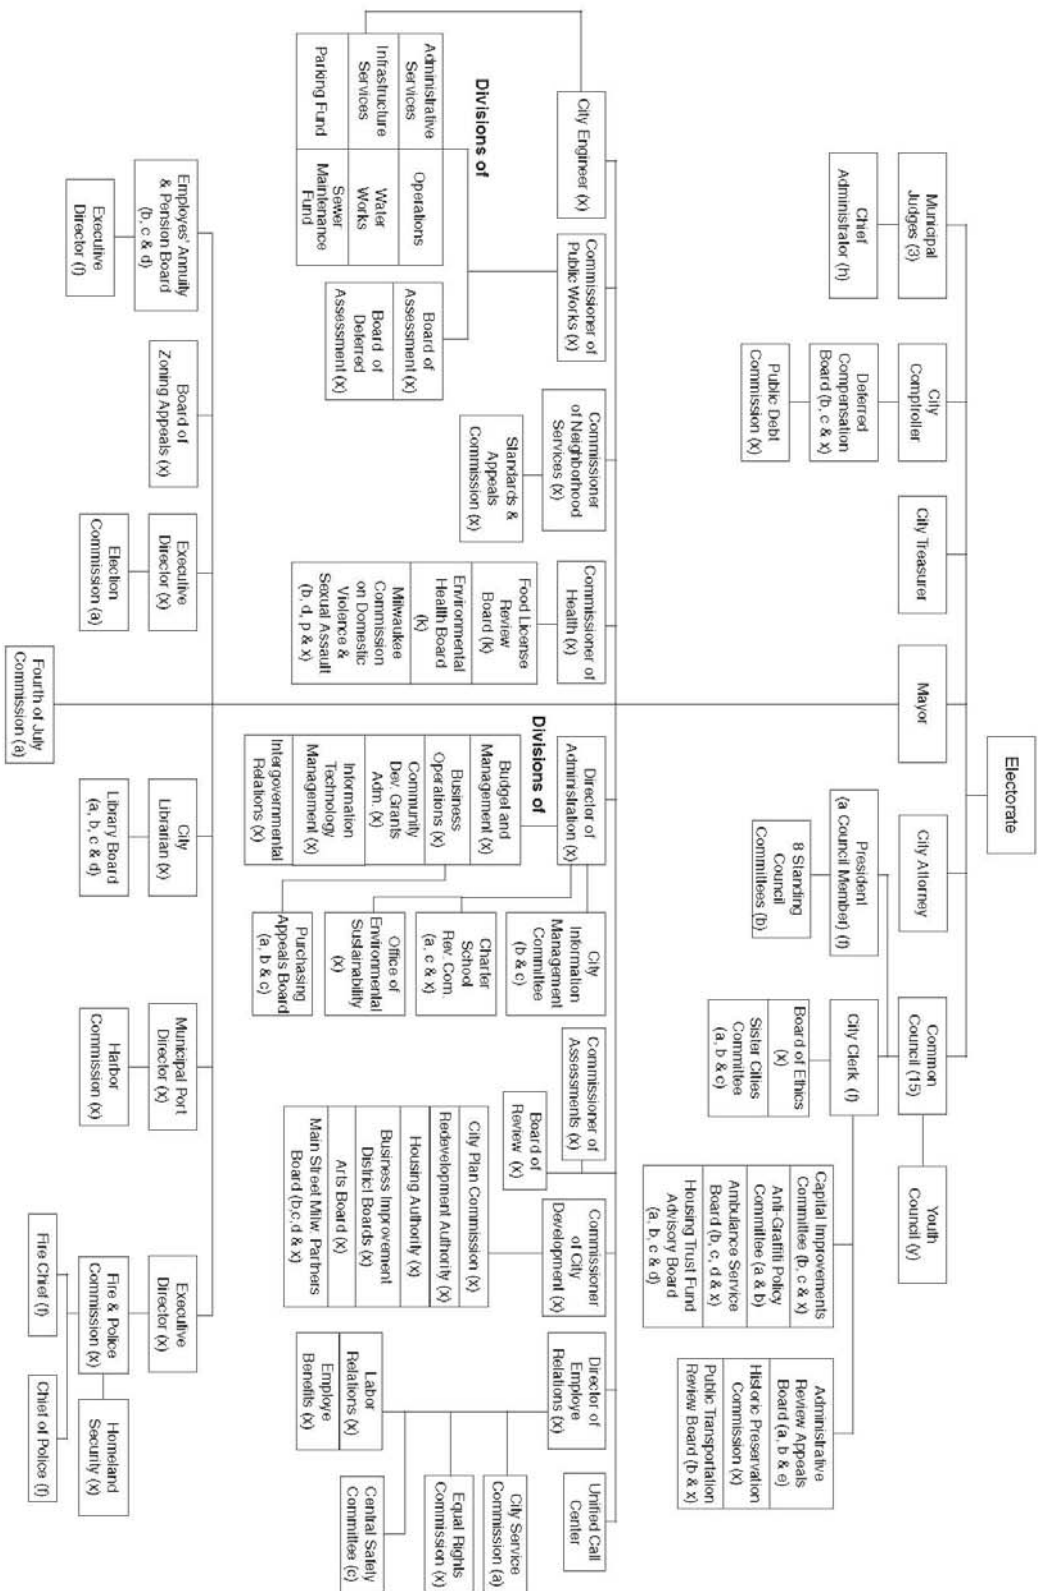 Electorate
Municipal
Judges (3)
Chief
Administrator (h)
City
Comptroller
Deferred
Compensation
Board (b, c & x)
Public Debt
Commission (x)
City Treasurer
Mayor
City Attorney
Common
Council (15)
Youth
Council (y)
President
(a Council Member) (f)
8 Standing
Council
Committees (b)
City Clerk (f)
Board of Ethics
(x)
Sister Cities
Committee
(a, b & c)
Capital Improvements
Committee (b, c & x)
Anti-Graffiti Policy
Committee (a & b)
Ambulance Service
Board (b, c, d & x)
Housing Trust Fund
Advisory Board
(a, b, c & d)
Administrative
Review Appeals
Board (a, b & e)
Historic Preservation
Commission (x)
Public Transportation
Review Board (b & x)
City Engineer (x)
Commissioner of
Public Works (x)
Divisions of
Administrative
Services
Operations
Infrastructure
Services
Water
Works
Parking Fund
Sewer
Maintenance
Fund
Board of
Assessment (x)
Board of
Deferred
Assessment (x)
Commissioner
of Neighborhood
Services (x)
Standards &
Appeals
Commission (x)
Commissioner of
Health (x)
Food License
Review
Board (k)
Environmental
Health Board
(k)
Milwaukee
Commission
on Domestic
Violence &
Sexual Assault
(b, d, p & x)
Director of
Administration (x)
Divisions of
Budget and
Management (x)
Business
Operations (x)
Community
Dev. Grants
Adm. (x)
Information
Technology
Management (x)
Intergovernmental
Relations (x)
City
Information
Management
Committee
(b & c)
Charter
School
Rev. Com.
(a, c & x)
Office of
Environmental
Sustainability
(x)
Purchasing
Appeals Board
(a, b & c)
Commissioner of
Assessments (x)
Board of
Review (x)
Commissioner
of City
Development (x)
City Plan Commission (x)
Redevelopment Authority (x)
Housing Authority (x)
Business Improvement
District Boards (x)
Arts Board (x)
Main Street Milw. Partners
Board (b,c, d & x)
Director of
Employe
Relations (x)
Labor
Relations (x)
Employe
Benefits (x)
City Service
Commission (a)
Equal Rights
Commission (x)
Central Safety
Committee (c)
Unified Call
Center
Employes' Annuity
& Pension Board
(b, c & d)
Executive
Director (f)
Board of
Zoning Appeals (x)
Executive
Director (x)
Election
Commission (a)
City
Librarian (x)
Library Board
(a, b, c & d)
Municipal Port
Director (x)
Harbor
Commission (x)
Executive
Director (x)
Fire & Police
Commission (x)
Homeland
Security (x)
Fire Chief (f)
Chief of Police (f)
Fourth of July
Commission (a)